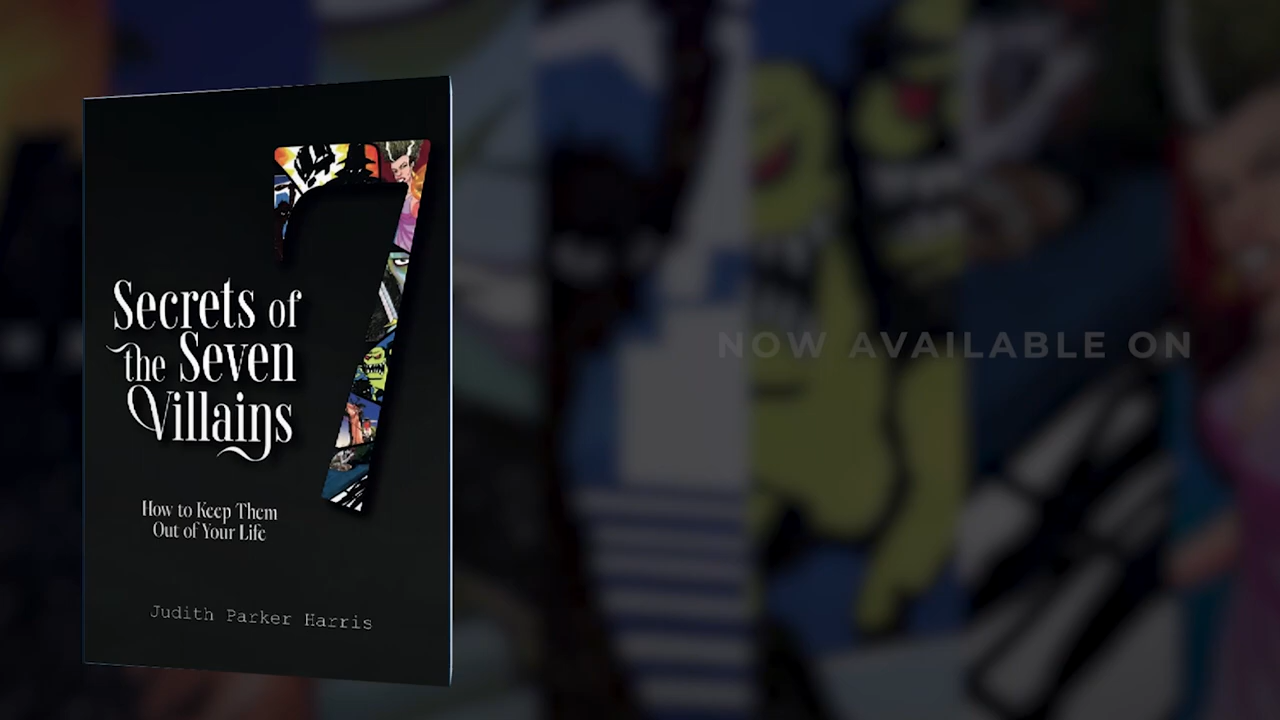 Secrets of
the Seven
Villains
How to Keep Them
Out of Your Life
Judith Parker Harris
7
NOW AVAILABLE ON